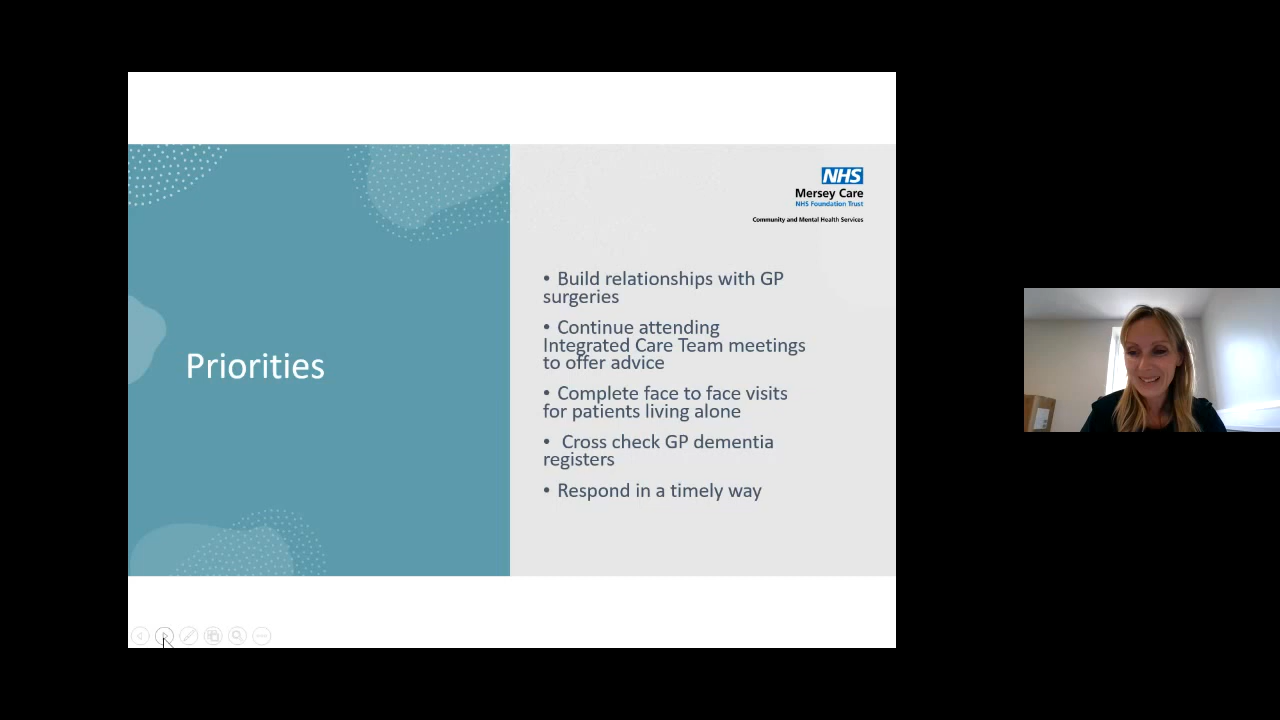 Priorities
NHS
Mersey Care
NHS Foundation Trust
Community and Mental Health Services
• Build relationships with GP
surgeries
• Continue attending
Integrated Care Team meetings
to offer advice
• Complete face to face visits
for patients living alone
• Cross check GP dementia
registers
• Respond in a timely way